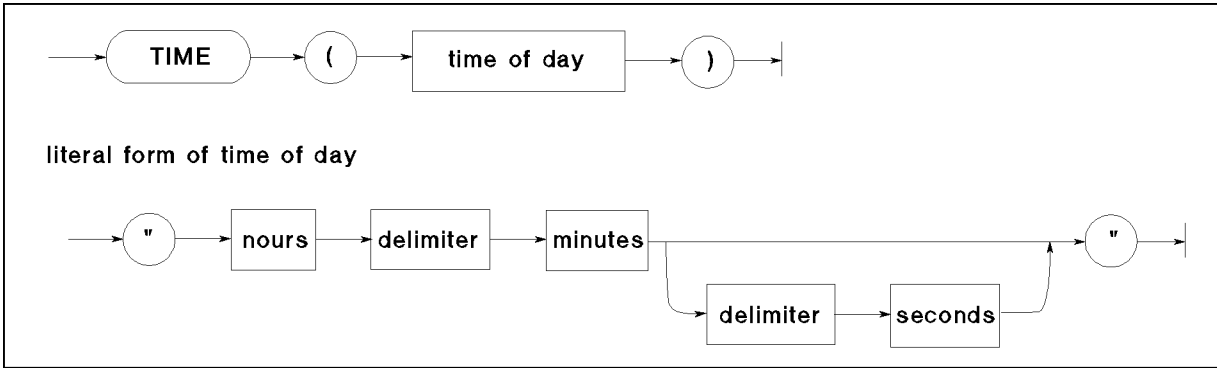 TIME ( time of day )
literal form of time of day
" nours delimiter minutes "
delimiter seconds